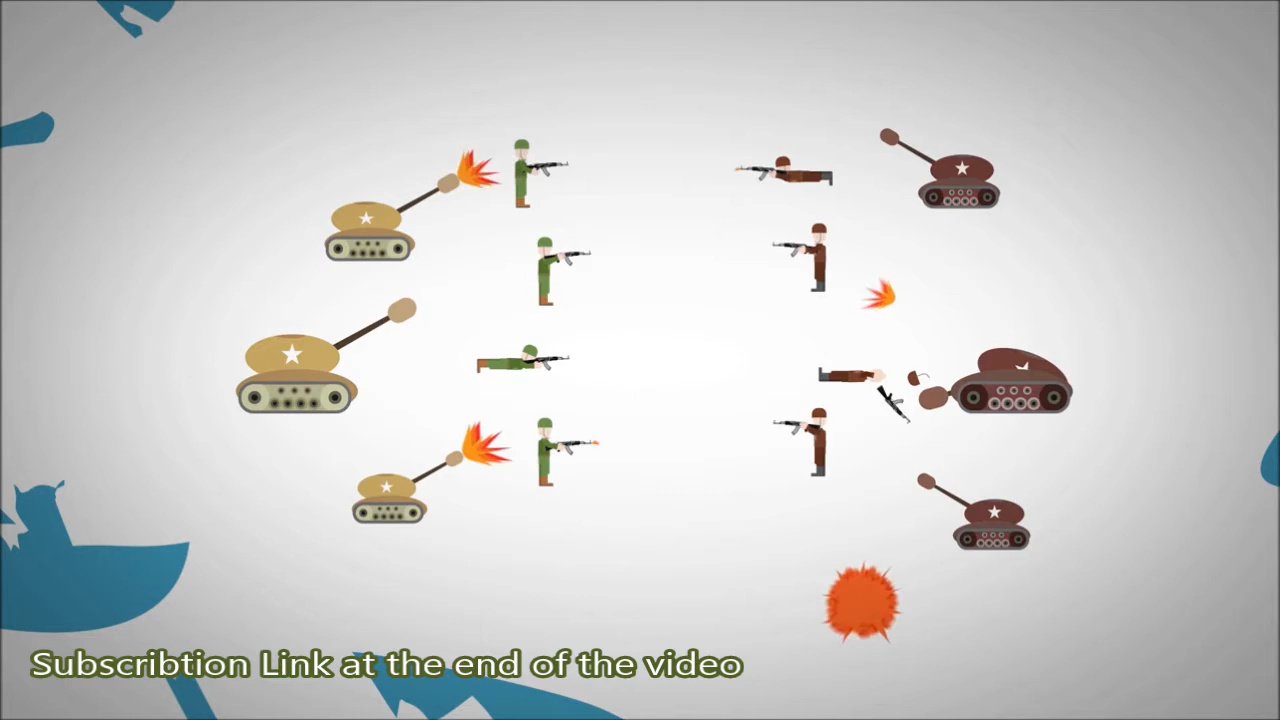 Subscribtion Link at the end of the video